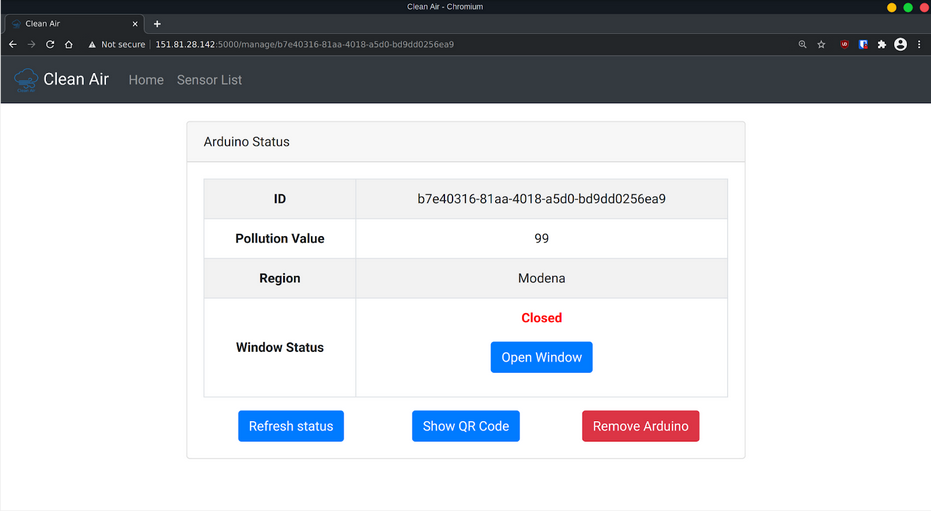 Clean Air - Chromium
Clean Air
Not secure 151.81.28.142:5000/manage/b7e40316-81aa-4018-a5d0-bd9dd0256ea9
Clean Air Home Sensor List
Arduino Status
ID b7e40316-81aa-4018-a5d0-bd9dd0256ea9
Pollution Value 99
Region Modena
Closed
Window Status
Open Window
Refresh status Show QR Code Remove Arduino